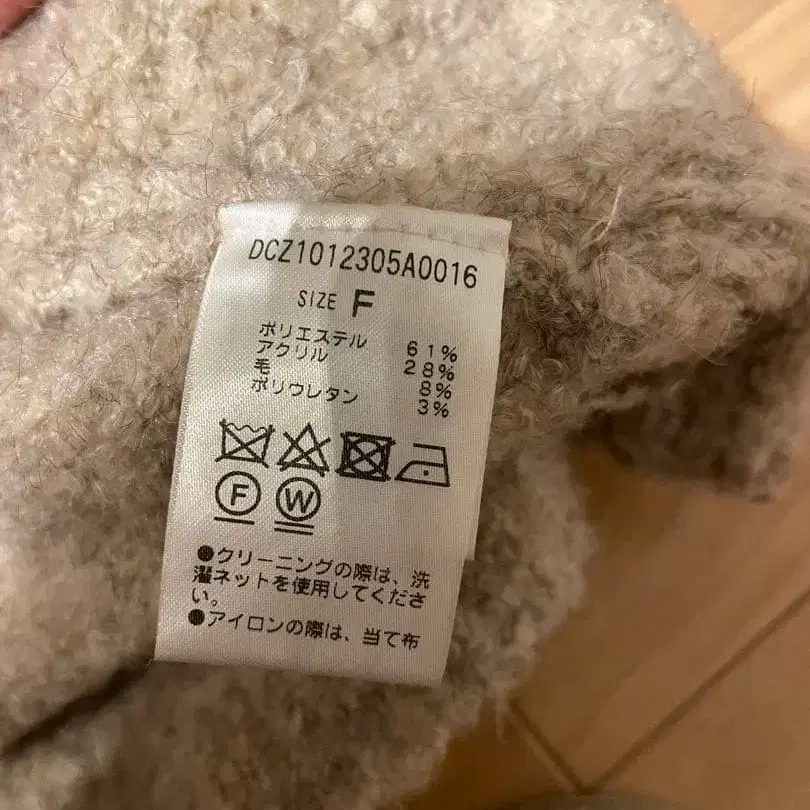 DCZ1012305A0016
SIZE F
ポリエステル 61%
アクリル 28%
毛 8%
ポリウレタン 3%
F W
●クリーニングの際は、洗
濯ネットを使用してくださ
い。
●アイロンの際は、当て布